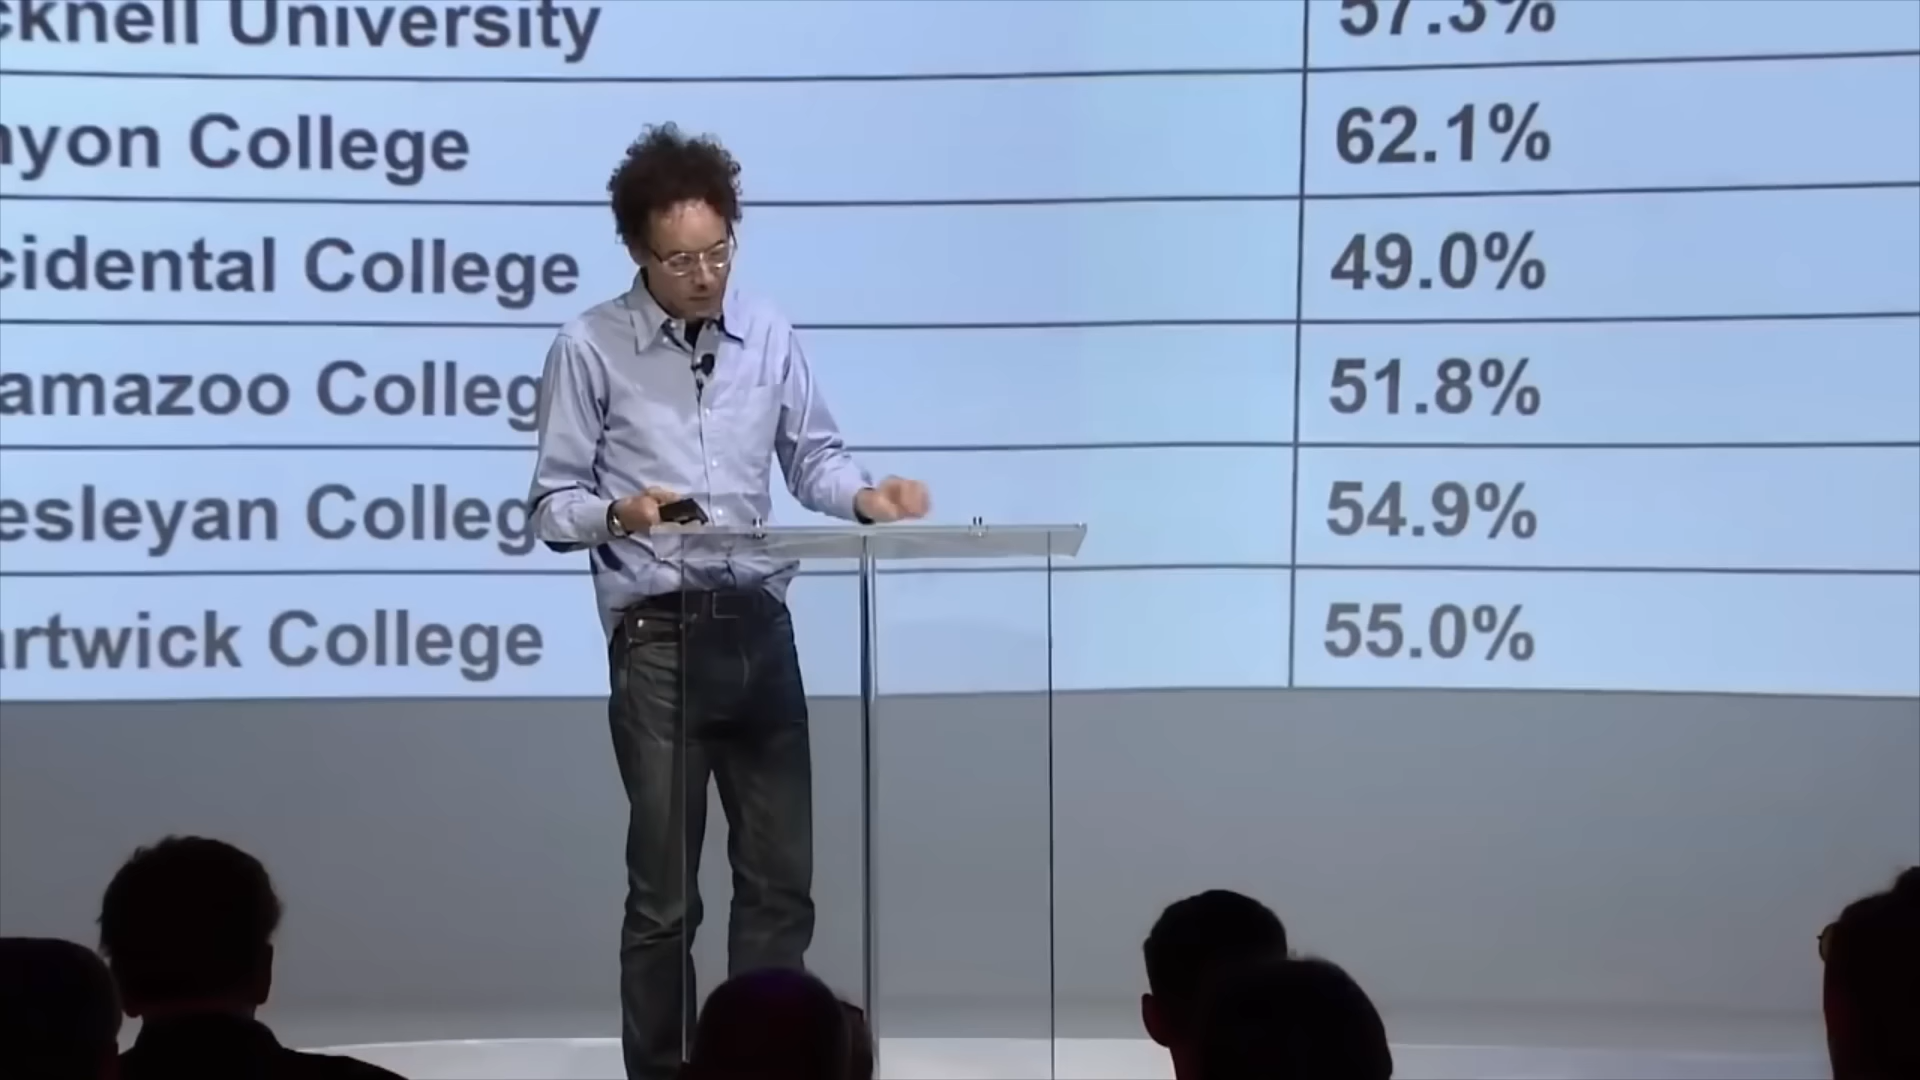 cknell University 57.3%
nyon College 62.1%
cidental College 49.0%
amazoo Colleg 51.8%
esleyan Colleg 54.9%
artwick College 55.0%